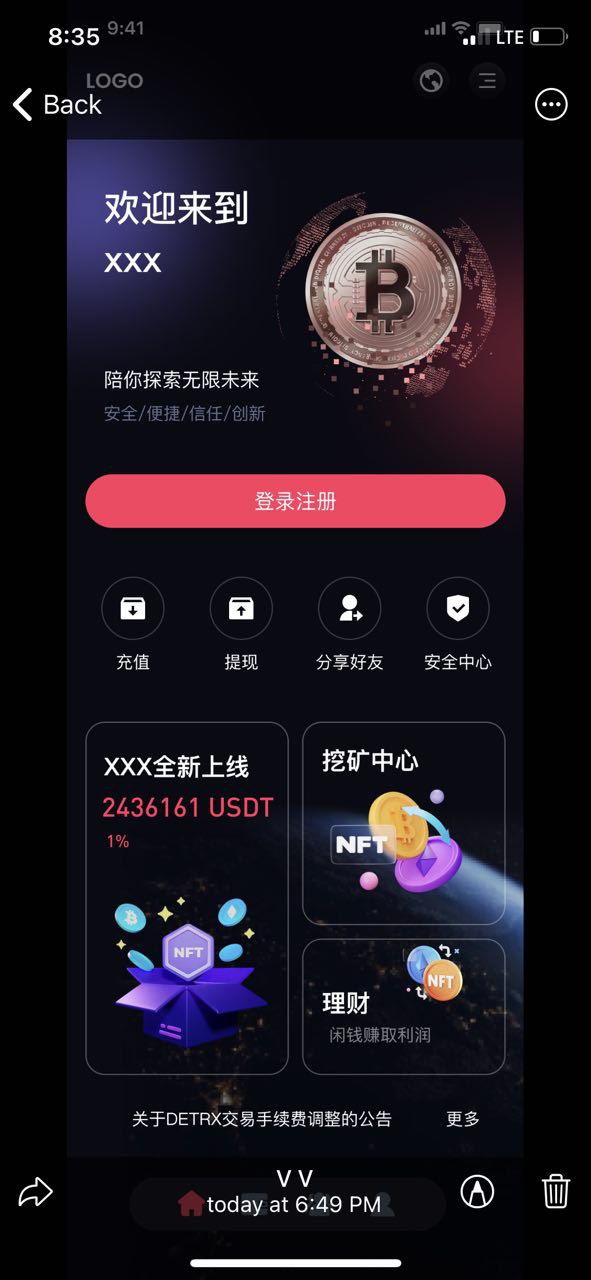 8:35
9:41
LTE
LOGO
Back
欢迎来到
XXX
陪你探索无限未来
安全/便捷/信任/创新
登录注册
充值
提现
分享好友
安全中心
XXX全新上线
2436161 USDT
1%
NFT
挖矿中心
NFT
理财
闲钱赚取利润
NFT
关于DETRX交易手续费调整的公告
更多
V V
today at 6:49 PM